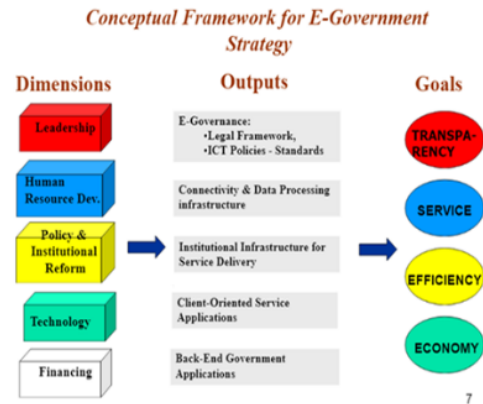 Conceptual Framework for E-Government
Strategy
Dimensions
Outputs
Goals
Leadership
Human
Resource Dev.
Policy &
Institutional
Reform
Technology
Financing
E-Governance:
•Legal Framework,
•ICT Policies - Standards
Connectivity & Data Processing
infrastructure
Institutional Infrastructure for
Service Delivery
Client-Oriented Service
Applications
Back-End Government
Applications
TRANSPA-
RENCY
SERVICE
EFFICIENCY
ECONOMY
7